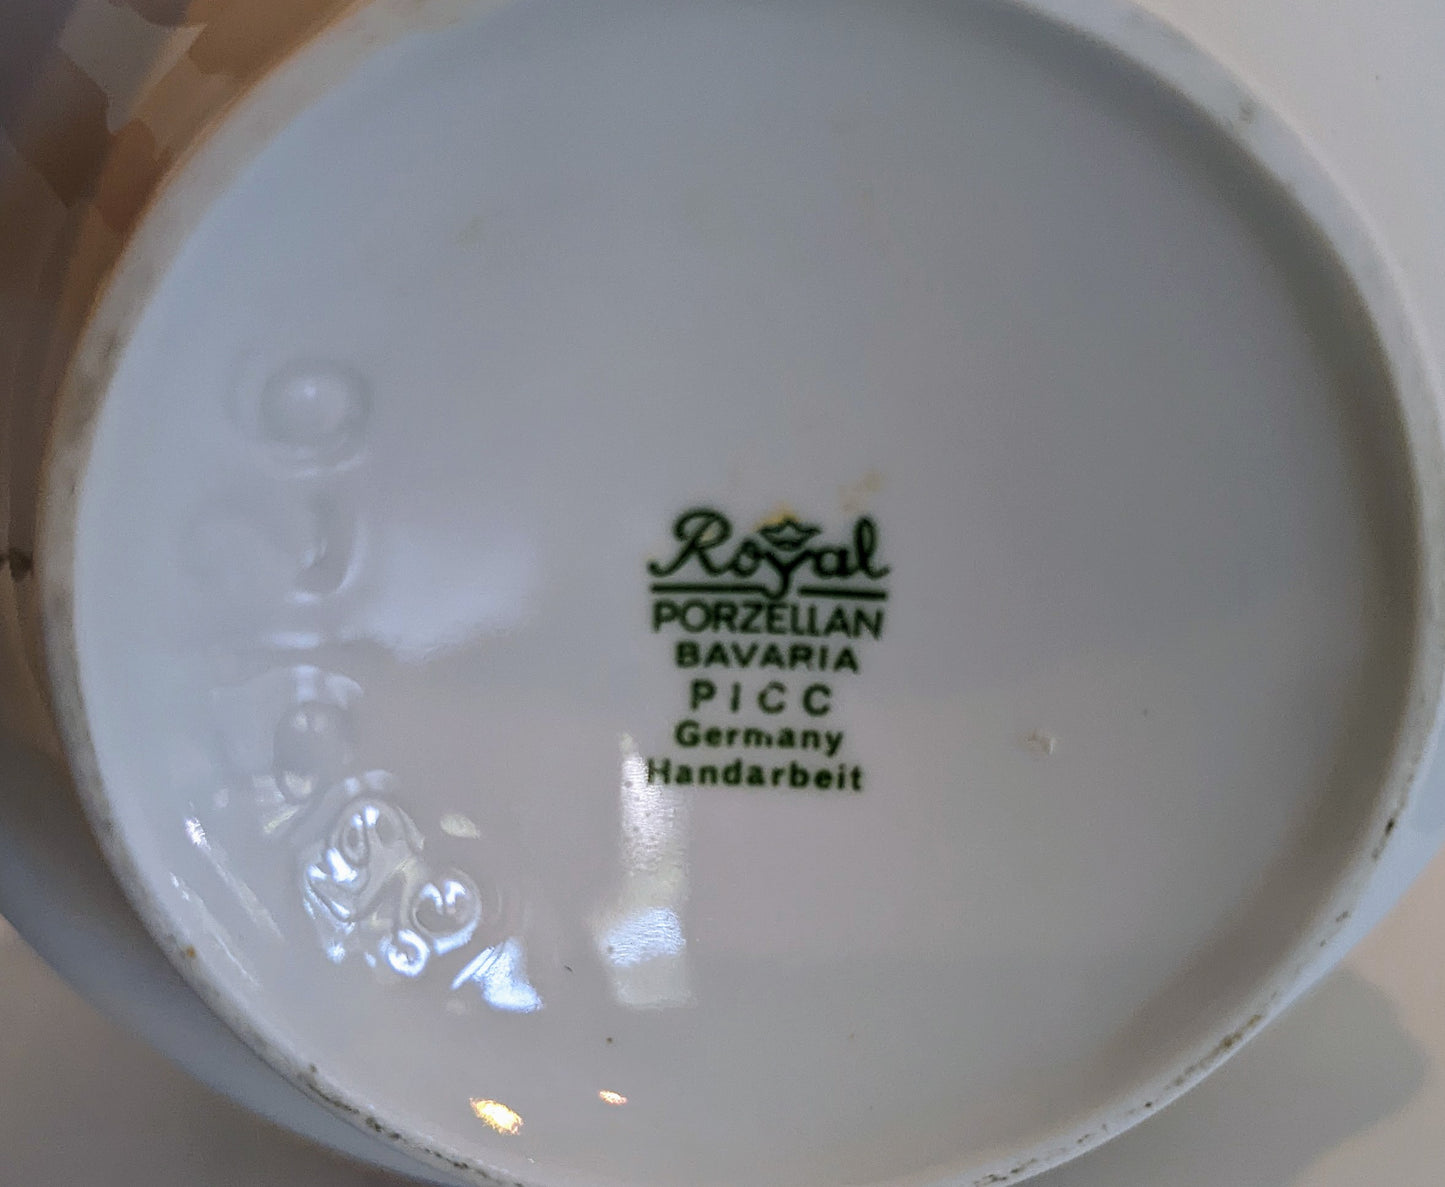 Royal
PORZELLAN
BAVARIA
PICC
Germany
Handarbeit